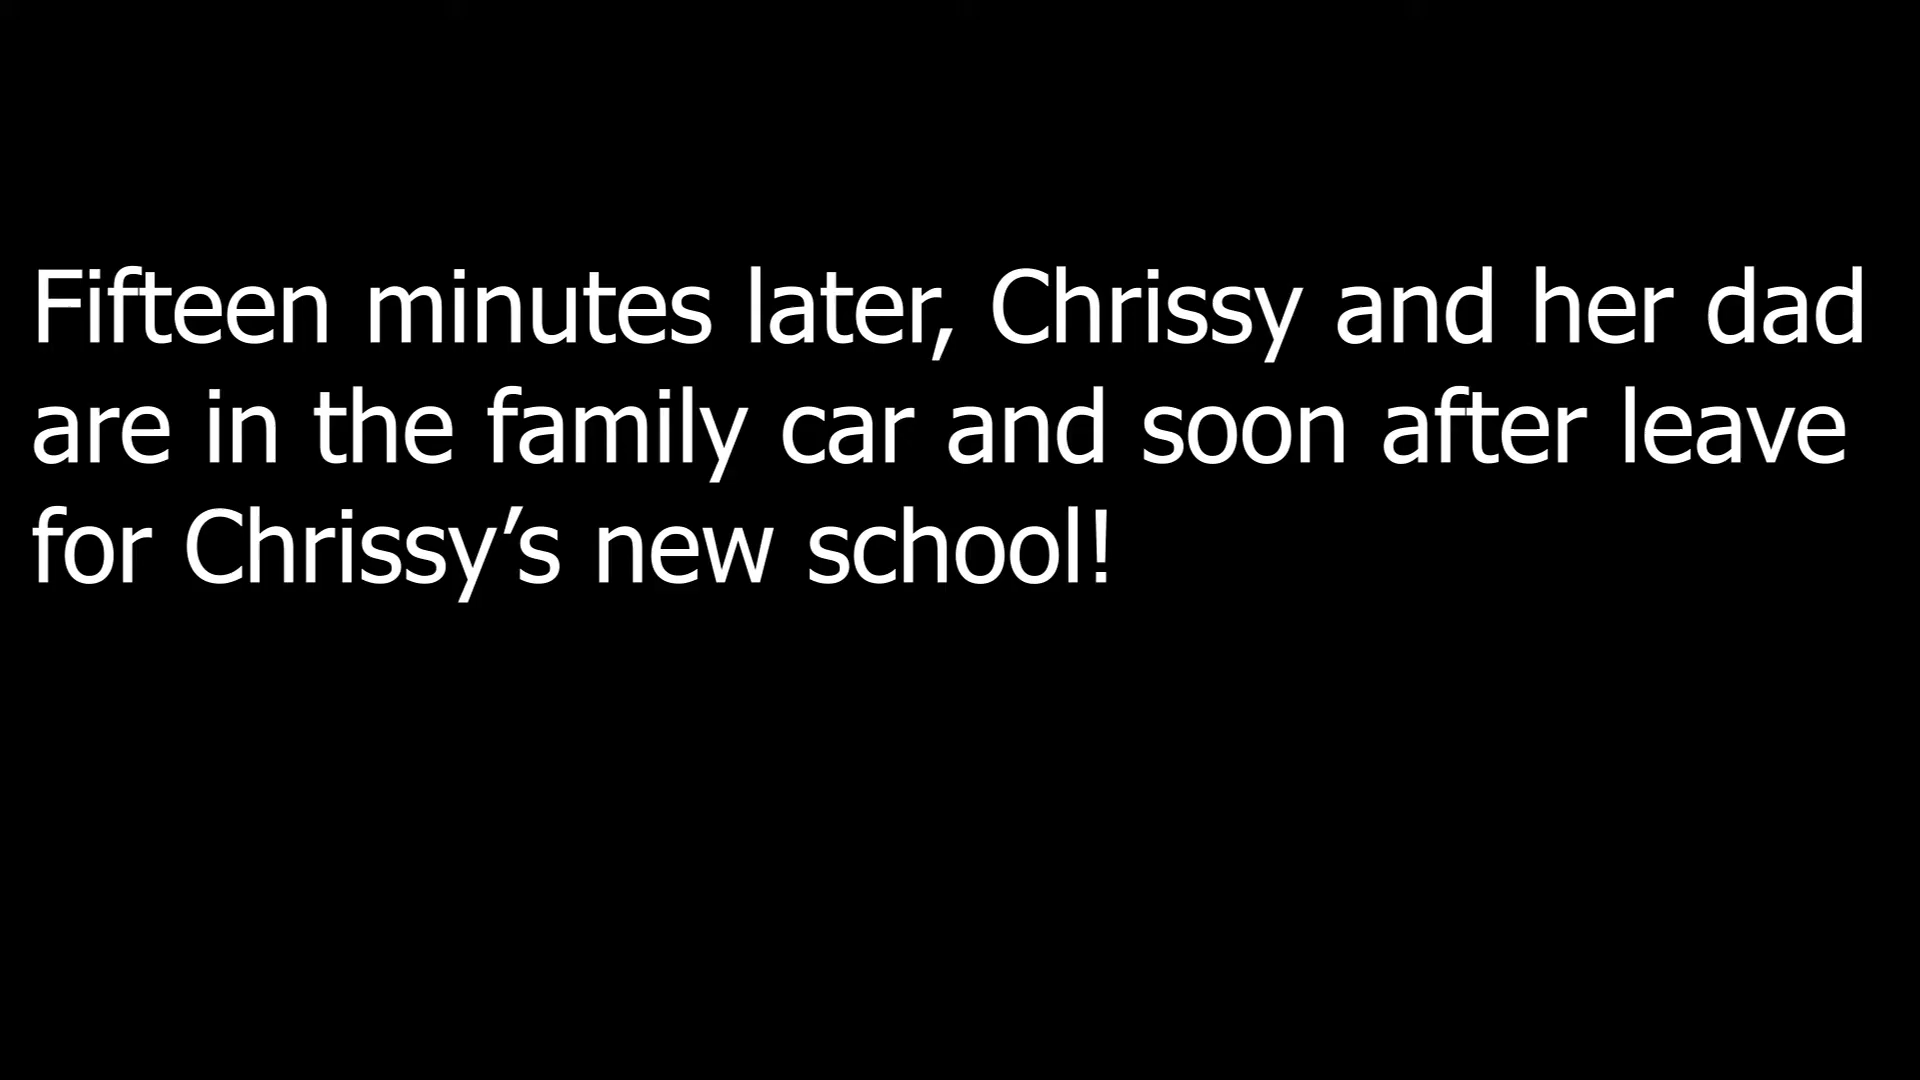 Fifteen minutes later, Chrissy and her dad
are in the family car and soon after leave
for Chrissy’s new school!